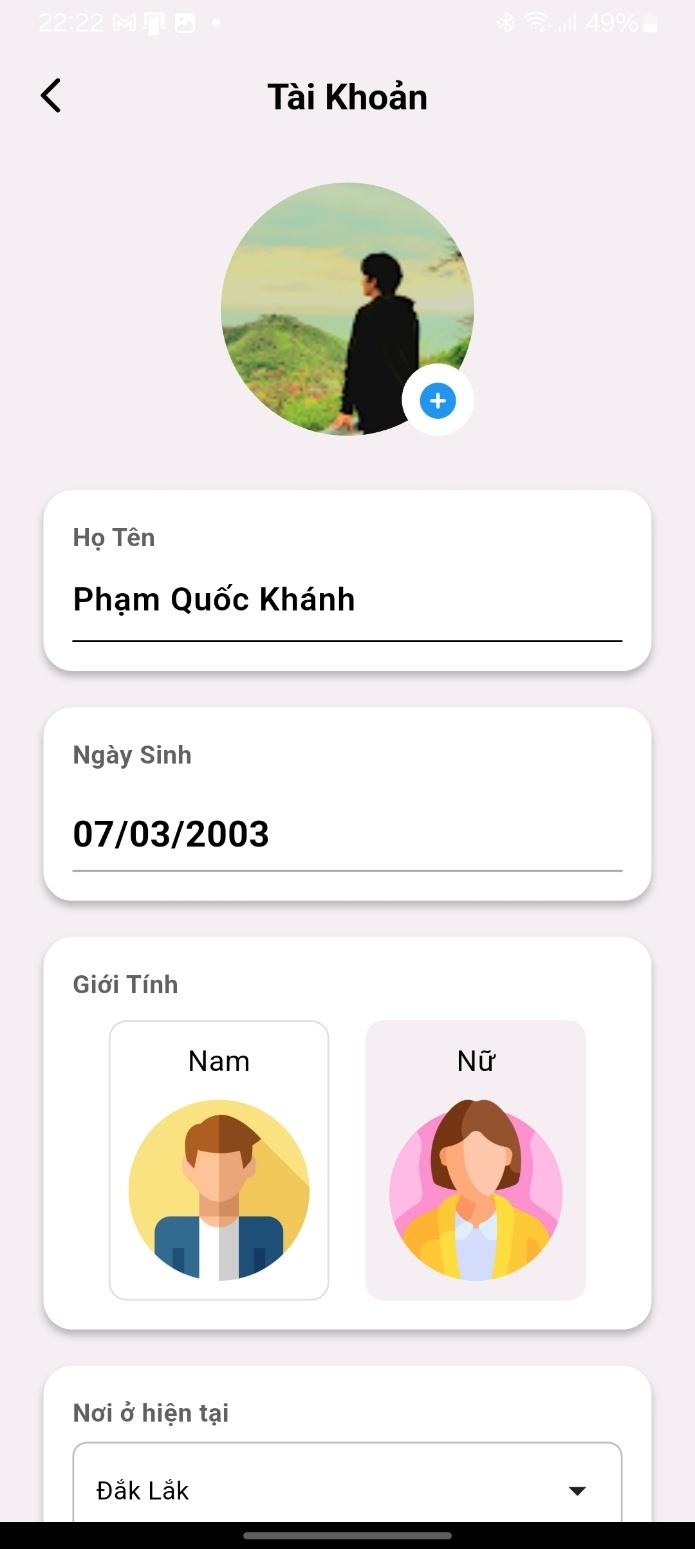 22:22
49%
Tài Khoản
Họ Tên
Phạm Quốc Khánh
Ngày Sinh
07/03/2003
Giới Tính
Nam Nữ
Nơi ở hiện tại
Đắk Lắk